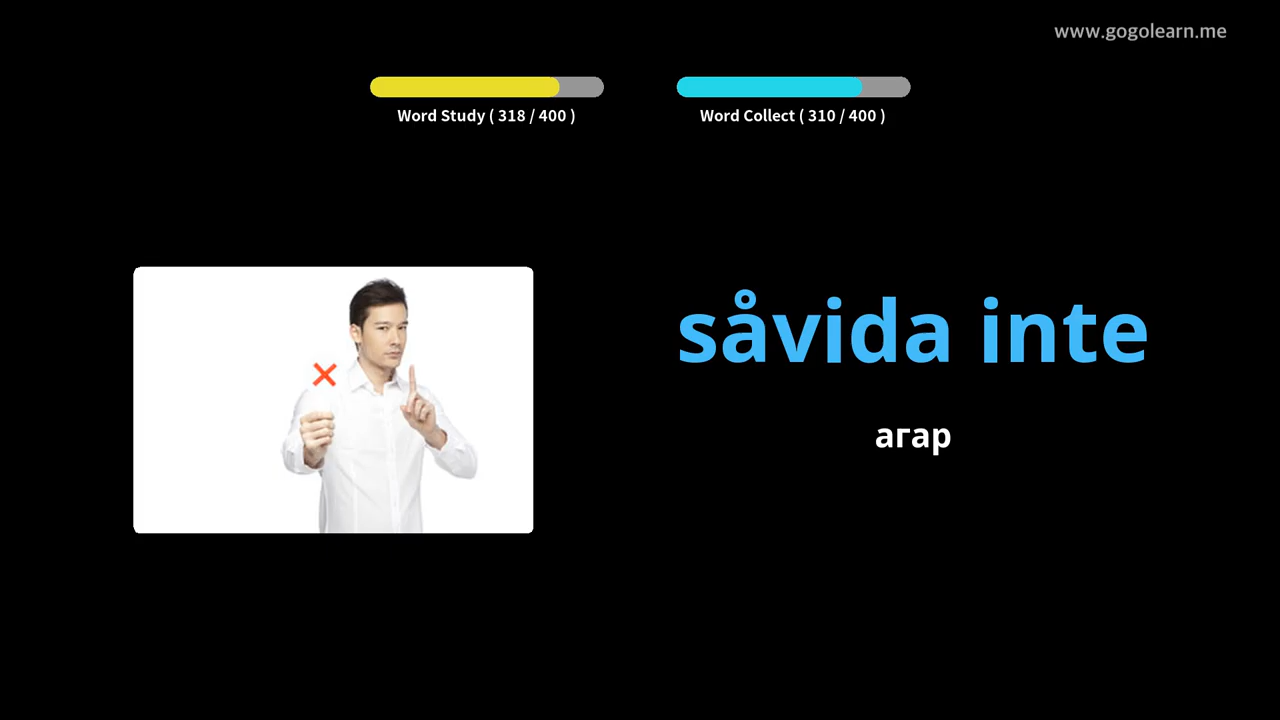 www.gogolearn.me
Word Study ( 318 / 400 )
Word Collect ( 310 / 400 )
såvida inte
агар